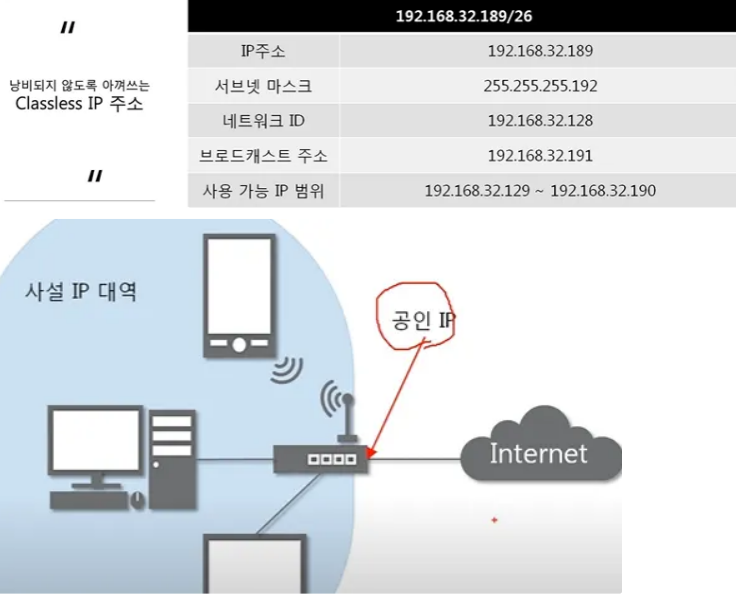 "
낭비되지 않도록 아껴쓰는
Classless IP 주소
"
192.168.32.189/26
IP주소 192.168.32.189
서브넷 마스크 255.255.255.192
네트워크 ID 192.168.32.128
브로드캐스트 주소 192.168.32.191
사용 가능 IP 범위 192.168.32.129 ~ 192.168.32.190
사설 IP 대역
공인 IP
Internet